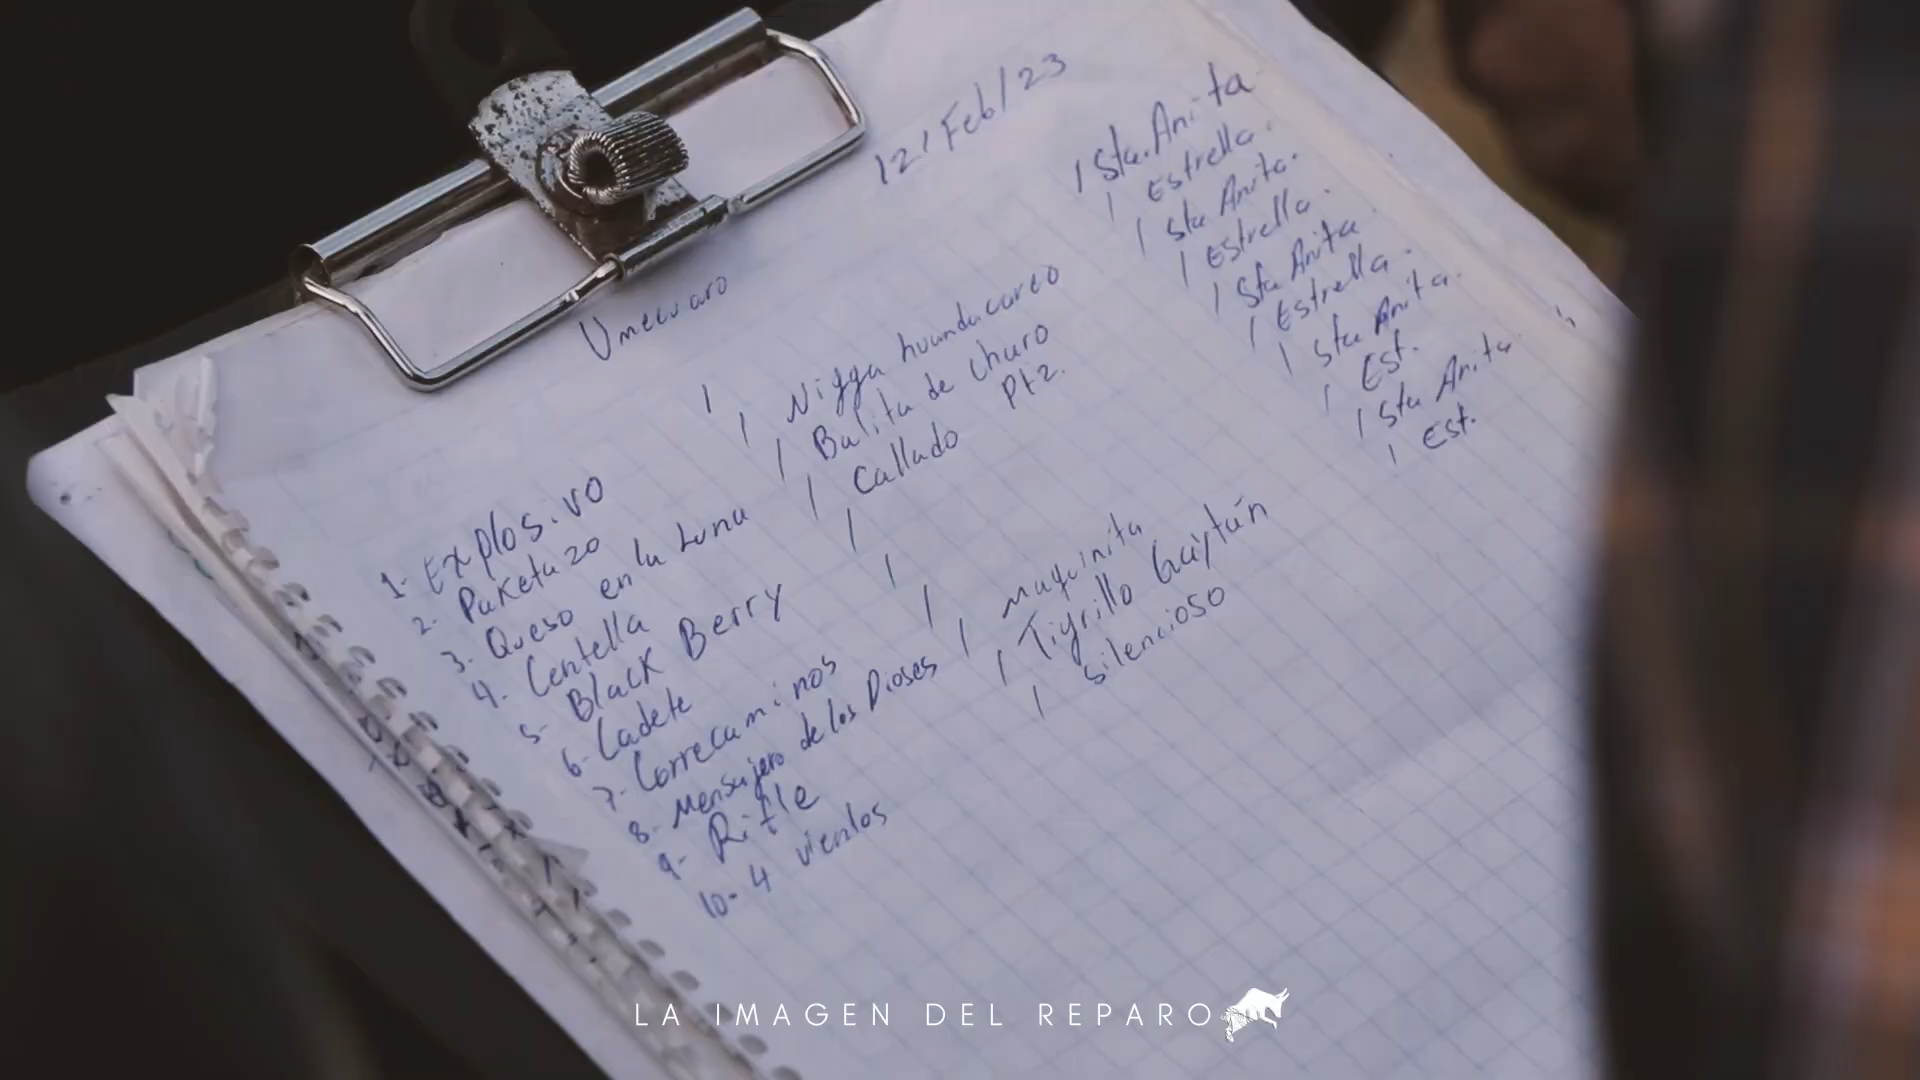 12/Feb/23
Umecuaro
1- Explosivo /
2- Paketazo / Nigga huandacareo
3- Queso en la Luna / Balita de Churo
4- Centella / Callado Pt2.
5- Black Berry /
6- Cadete /
7- Correcaminos /
8- Mensajero de los Dioses / maquinita
9- Rifle / Tigrillo Gaytán
10- 4 vientos / Silencioso
/ Sta. Anita
/ Estrella.
/ Sta Anita.
/ Estrella.
/ Sta Anita
/ Estrella.
/ Sta Anita.
/ Est.
/ Sta Anita
/ Est.
LA IMAGEN DEL REPARO